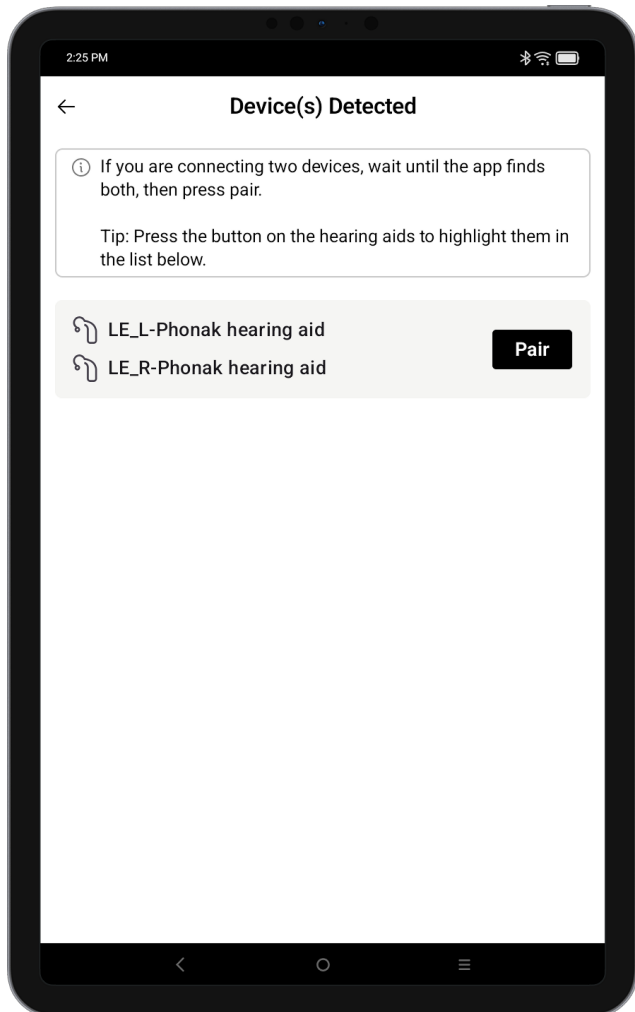 2:25 PM
Device(s) Detected
If you are connecting two devices, wait until the app finds
both, then press pair.
Tip: Press the button on the hearing aids to highlight them in
the list below.
LE_L-Phonak hearing aid
Pair
LE_R-Phonak hearing aid